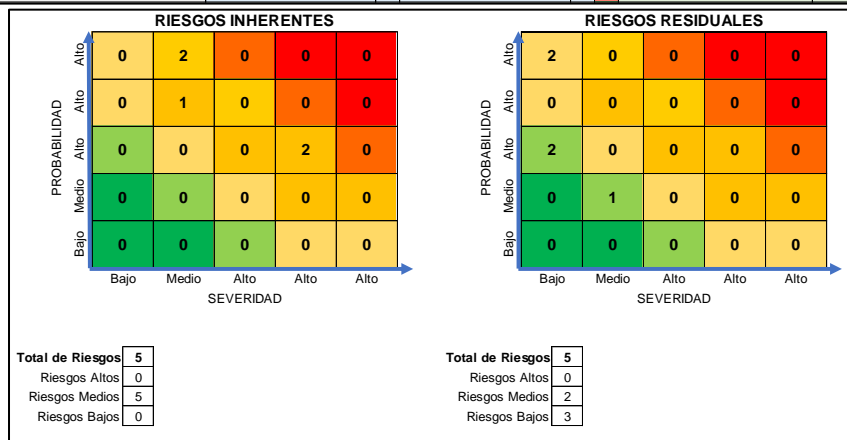 RIESGOS INHERENTES
PROBABILIDAD
Alto 0 2 0 0 0
Alto 0 1 0 0 0
Alto 0 0 0 2 0
Medio 0 0 0 0 0
Bajo 0 0 0 0 0
Bajo Medio Alto Alto Alto
SEVERIDAD
Total de Riesgos 5
Riesgos Altos 0
Riesgos Medios 5
Riesgos Bajos 0
RIESGOS RESIDUALES
PROBABILIDAD
Alto 2 0 0 0 0
Alto 0 0 0 0 0
Alto 2 0 0 0 0
Medio 0 1 0 0 0
Bajo 0 0 0 0 0
Bajo Medio Alto Alto Alto
SEVERIDAD
Total de Riesgos 5
Riesgos Altos 0
Riesgos Medios 2
Riesgos Bajos 3